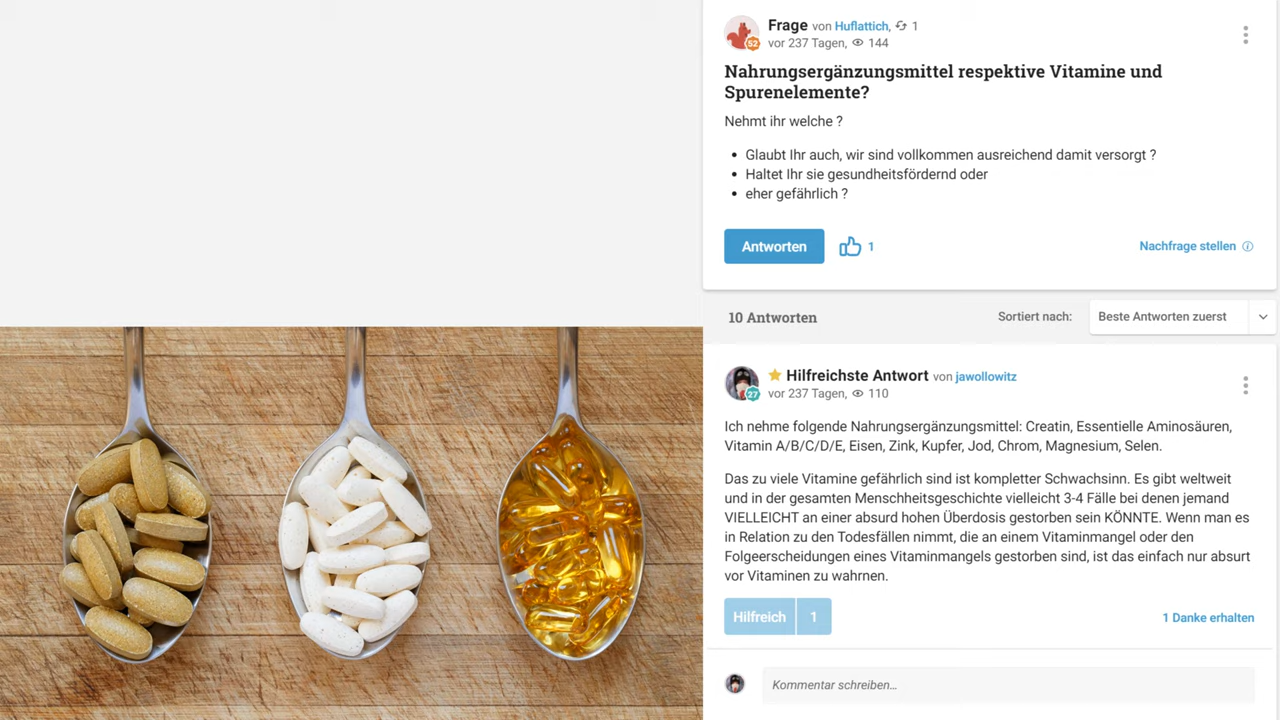 Frage von Huflattich, 1
62
vor 237 Tagen, 144
Nahrungsergänzungsmittel respektive Vitamine und
Spurenelemente?
Nehmt ihr welche ?
• Glaubt Ihr auch, wir sind vollkommen ausreichend damit versorgt ?
• Haltet Ihr sie gesundheitsfördernd oder
• eher gefährlich ?
Antworten 1 Nachfrage stellen
10 Antworten Sortiert nach: Beste Antworten zuerst
Hilfreichste Antwort von jawollowitz
27
vor 237 Tagen, 110
Ich nehme folgende Nahrungsergänzungsmittel: Creatin, Essentielle Aminosäuren,
Vitamin A/B/C/D/E, Eisen, Zink, Kupfer, Jod, Chrom, Magnesium, Selen.
Das zu viele Vitamine gefährlich sind ist kompletter Schwachsinn. Es gibt weltweit
und in der gesamten Menschheitsgeschichte vielleicht 3-4 Fälle bei denen jemand
VIELLEICHT an einer absurd hohen Überdosis gestorben sein KÖNNTE. Wenn man es
in Relation zu den Todesfällen nimmt, die an einem Vitaminmangel oder den
Folgeerscheidungen eines Vitaminmangels gestorben sind, ist das einfach nur absurt
vor Vitaminen zu wahrnen.
Hilfreich 1 1 Danke erhalten
Kommentar schreiben...